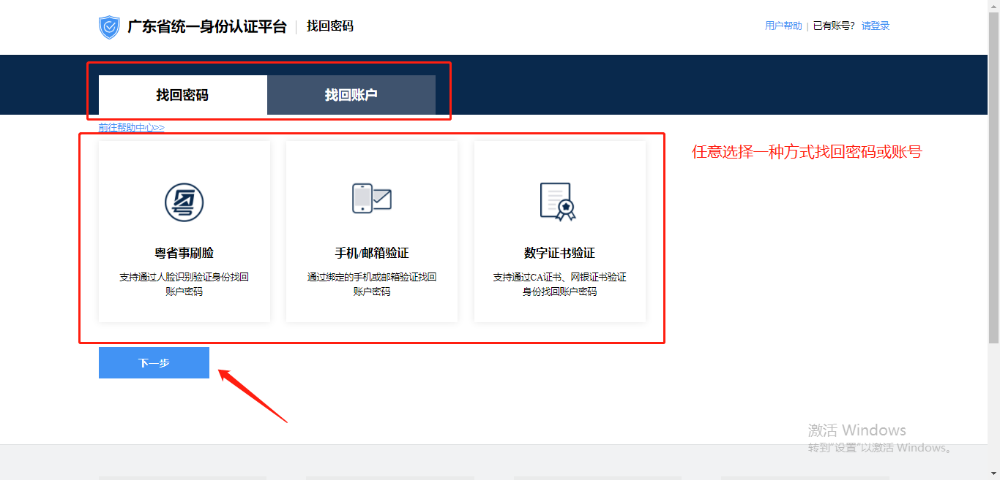 广东省统一身份认证平台 找回密码
用户帮助 | 已有账号? 请登录
找回密码 找回账户
前往帮助中心>>
任意选择一种方式找回密码或账号
粤省事刷脸
支持通过人脸识别验证身份找回
账户密码
手机/邮箱验证
通过绑定的手机或邮箱验证找回
账户密码
数字证书验证
支持通过CA证书、网银证书验证
身份找回账户密码
下一步
激活 Windows
转到"设置"以激活 Windows。